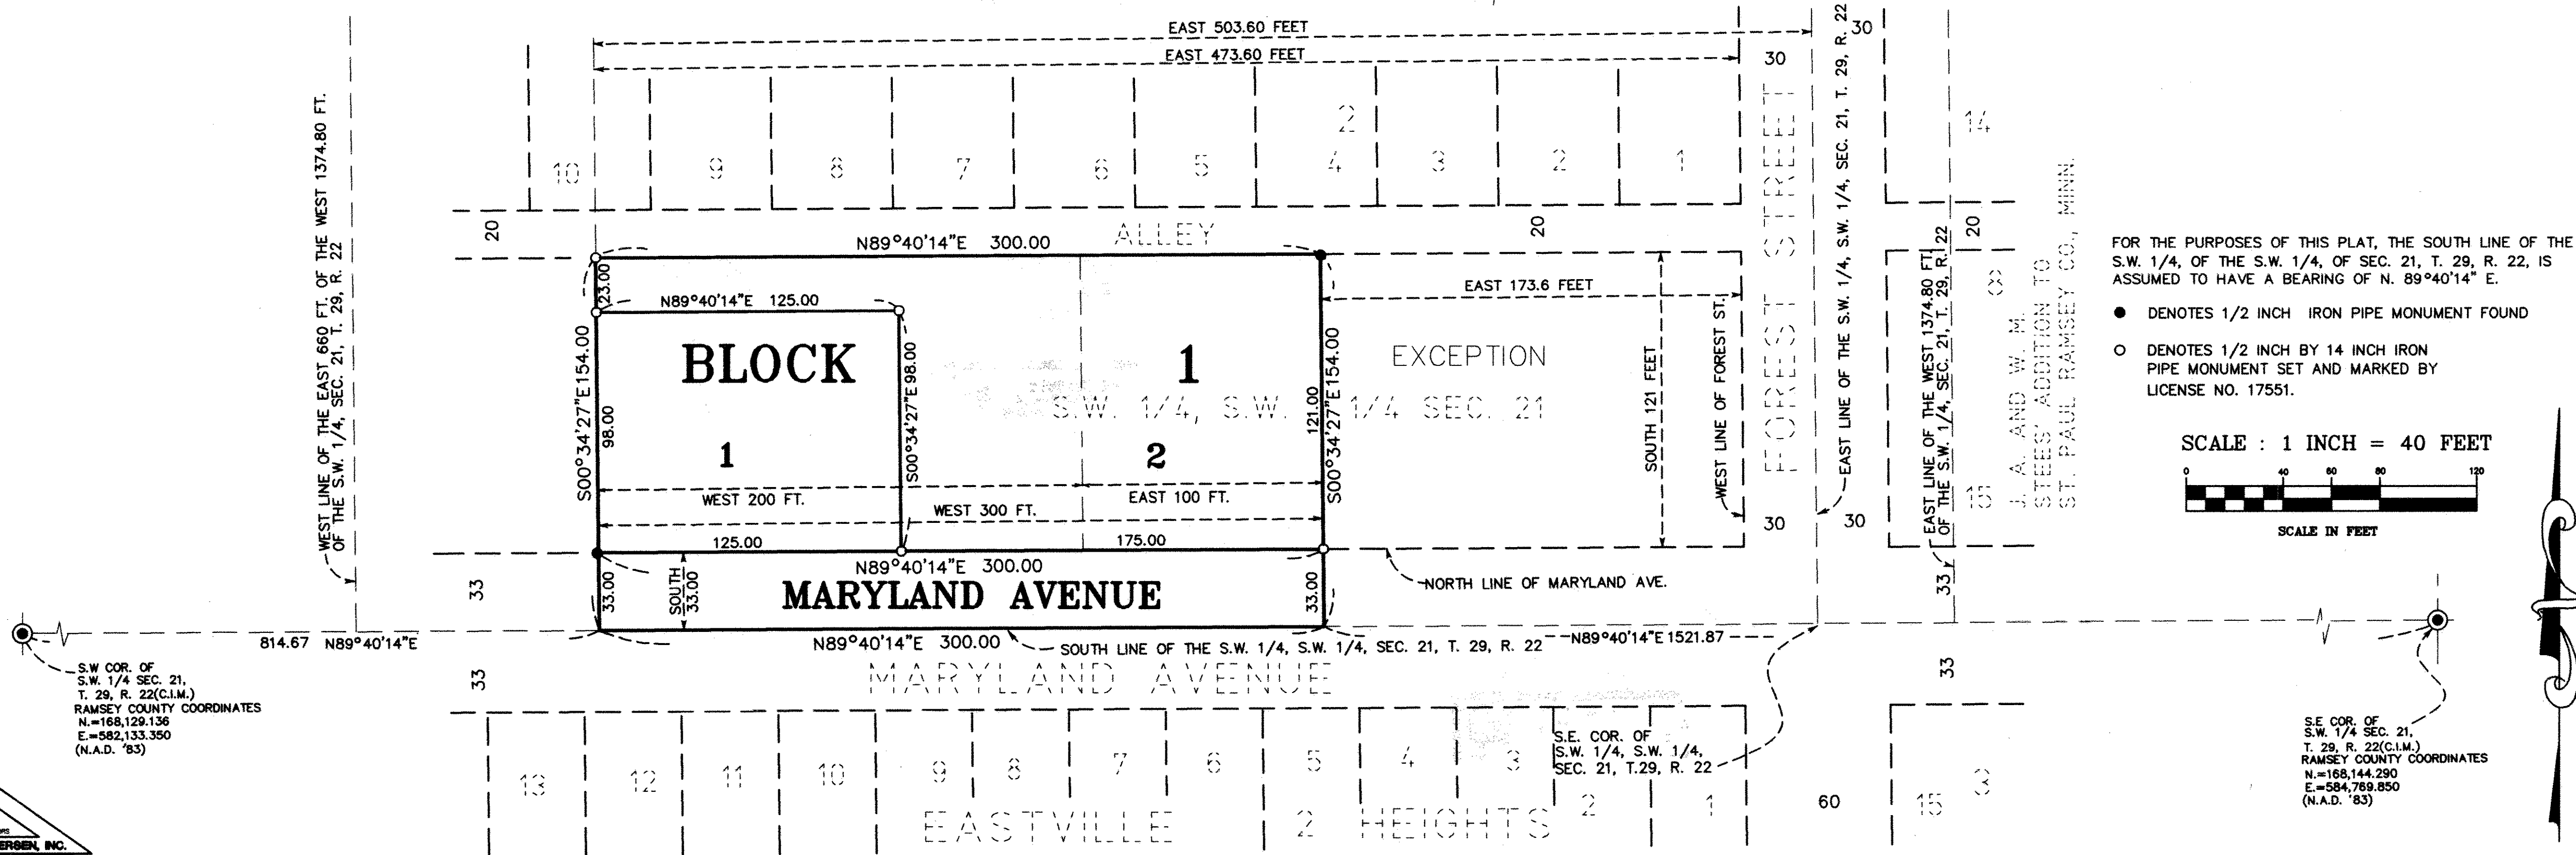 EAST 503.60 FEET
EAST 473.60 FEET
30
30
WEST LINE OF THE EAST 660 FT. OF THE WEST 1374.80 FT.
OF THE S.W. 1/4, SEC. 21, T. 29, R. 22
10
9
8
7
6
5
2
4
3
2
1
FOREST STREET
EAST LINE OF THE S.W. 1/4, S.W. 1/4, SEC. 21, T. 29, R. 22
14
20
ALLEY
20
20
N89°40'14"E 300.00
23.00
N89°40'14"E 125.00
EAST 173.6 FEET
S00°34'27"E154.00
98.00
BLOCK 1
S00°34'27"E98.00
121.00
S00°34'27"E154.00
EXCEPTION
S.W. 1/4, S.W. 1/4 SEC. 21
SOUTH 121 FEET
WEST LINE OF FOREST ST.
EAST LINE OF THE WEST 1374.80 FT.
OF THE S.W. 1/4, SEC. 21, T. 29, R. 22
8
J. A. AND W. M.
STEES' ADDITION TO
ST. PAUL RAMSEY CO., MINN.
1
2
WEST 200 FT.
EAST 100 FT.
WEST 300 FT.
15
30
30
125.00
175.00
N89°40'14"E 300.00
33
33.00
SOUTH
33.00
MARYLAND AVENUE
33.00
NORTH LINE OF MARYLAND AVE.
33
814.67 N89°40'14"E
N89°40'14"E 300.00
SOUTH LINE OF THE S.W. 1/4, S.W. 1/4, SEC. 21, T. 29, R. 22
N89°40'14"E 1521.87
33
MARYLAND AVENUE
33
S.W COR. OF
S.W. 1/4 SEC. 21,
T. 29, R. 22(C.I.M.)
RAMSEY COUNTY COORDINATES
N.=168,129.136
E.=582,133.350
(N.A.D. '83)
13
12
11
10
9
8
7
6
5
4
3
2
1
S.E. COR. OF
S.W. 1/4, S.W. 1/4,
SEC. 21, T.29, R. 22
60
15
3
EASTVILLE 2 HEIGHTS
S.E COR. OF
S.W. 1/4 SEC. 21,
T. 29, R. 22(C.I.M.)
RAMSEY COUNTY COORDINATES
N.=168,144.290
E.=584,769.850
(N.A.D. '83)
FOR THE PURPOSES OF THIS PLAT, THE SOUTH LINE OF THE
S.W. 1/4, OF THE S.W. 1/4, OF SEC. 21, T. 29, R. 22, IS
ASSUMED TO HAVE A BEARING OF N. 89°40'14" E.
DENOTES 1/2 INCH IRON PIPE MONUMENT FOUND
DENOTES 1/2 INCH BY 14 INCH IRON
PIPE MONUMENT SET AND MARKED BY
LICENSE NO. 17551.
SCALE : 1 INCH = 40 FEET
0 40 60 80 120
SCALE IN FEET
ERSEN, INC.